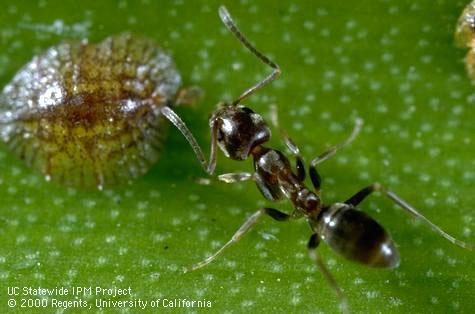 UC Statewide IPM Project
© 2000 Regents, University of California